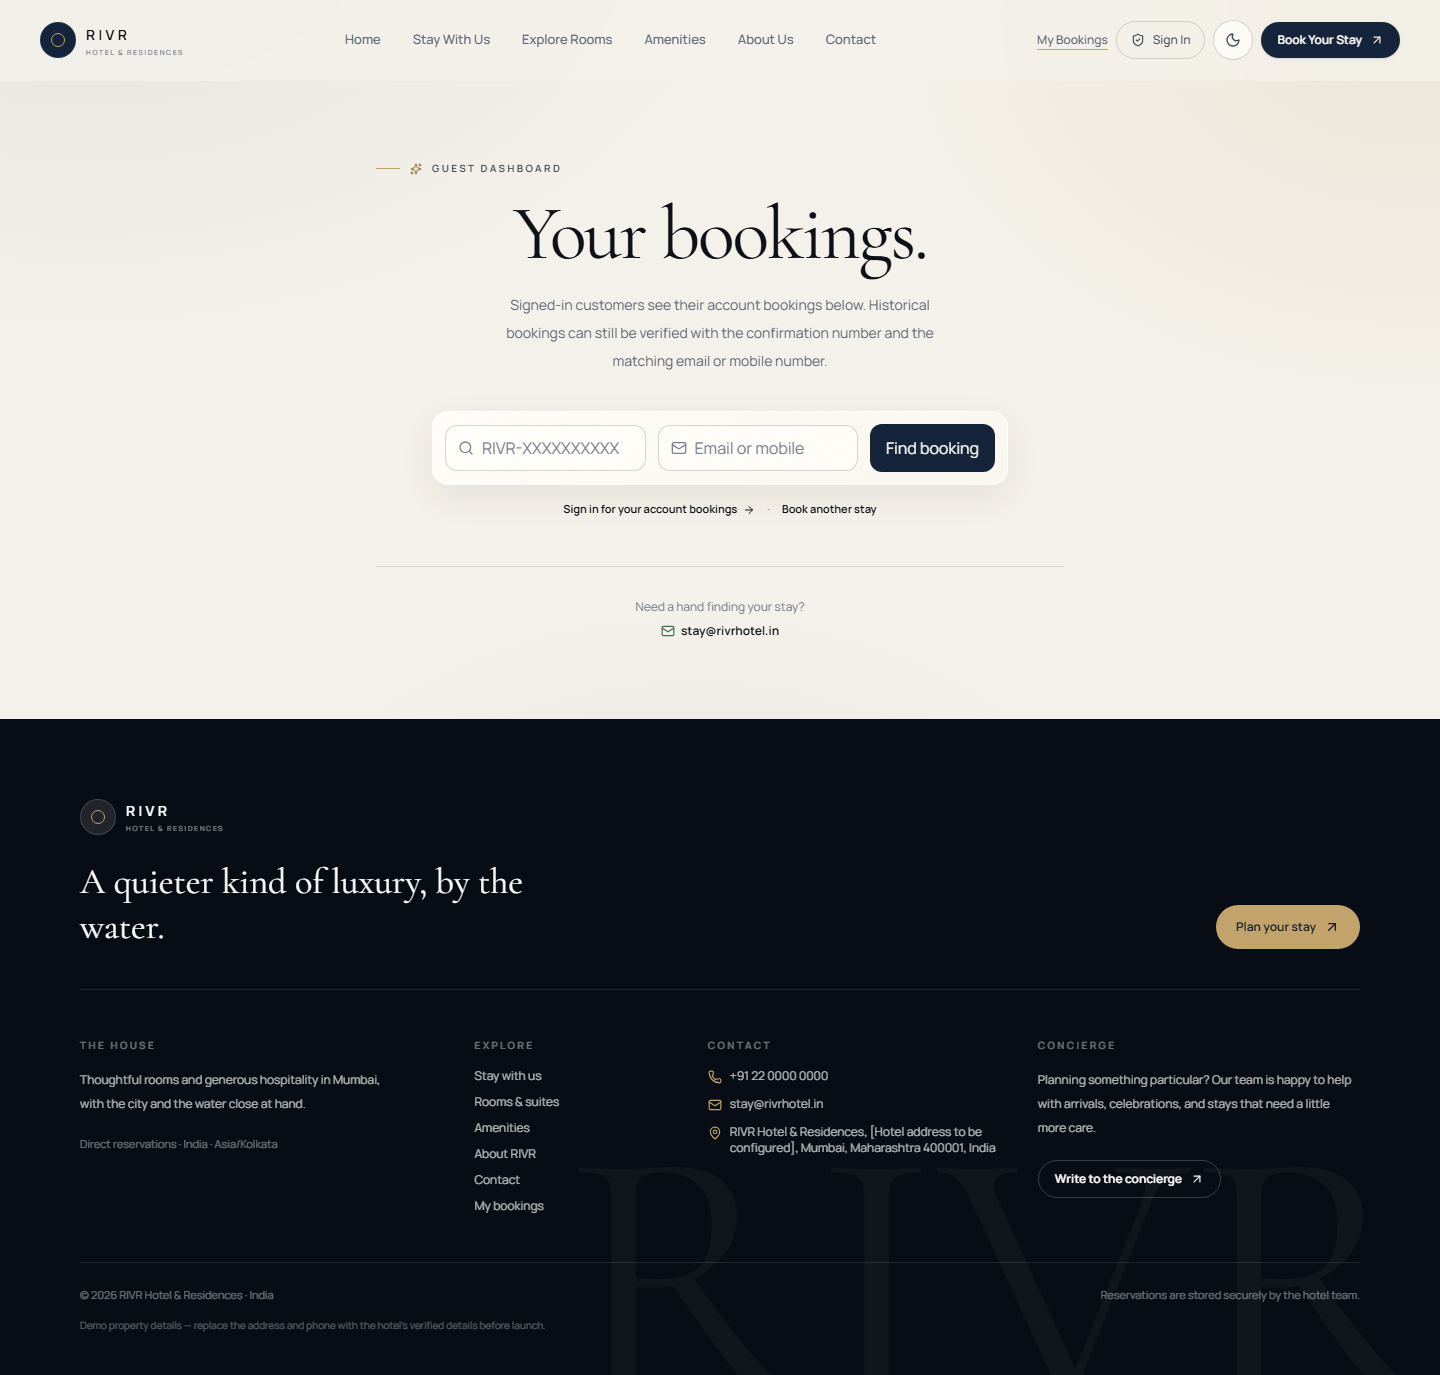 RIVR
HOTEL & RESIDENCES
Home
Stay With Us
Explore Rooms
Amenities
About Us
Contact
My Bookings
Sign In
Book Your Stay
GUEST DASHBOARD
Your bookings.
Signed-in customers see their account bookings below. Historical
bookings can still be verified with the confirmation number and the
matching email or mobile number.
RIVR-XXXXXXXXXX
Email or mobile
Find booking
Sign in for your account bookings → · Book another stay
Need a hand finding your stay?
stay@rivrhotel.in
RIVR
HOTEL & RESIDENCES
A quieter kind of luxury, by the
water.
Plan your stay
THE HOUSE
Thoughtful rooms and generous hospitality in Mumbai,
with the city and the water close at hand.
Direct reservations · India · Asia/Kolkata
EXPLORE
Stay with us
Rooms & suites
Amenities
About RIVR
Contact
My bookings
CONTACT
+91 22 0000 0000
stay@rivrhotel.in
RIVR Hotel & Residences, [Hotel address to be
configured], Mumbai, Maharashtra 400001, India
CONCIERGE
Planning something particular? Our team is happy to help
with arrivals, celebrations, and stays that need a little
more care.
Write to the concierge
RIVR
© 2026 RIVR Hotel & Residences · India
Reservations are stored securely by the hotel team.
Demo property details — replace the address and phone with the hotel's verified details before launch.